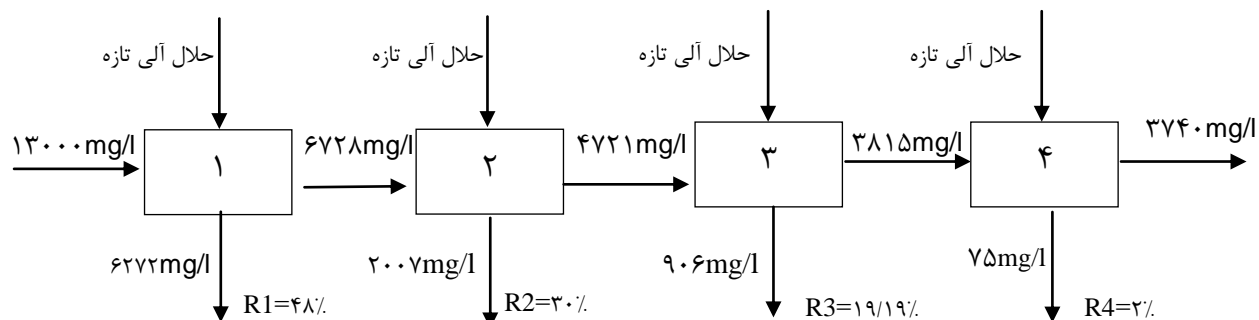 حلال آلی تازه
حلال آلی تازه
حلال آلی تازه
حلال آلی تازه
۱۳۰۰۰mg/l
۱
۶۷۲۸mg/l
۲
۴۷۲۱mg/l
۳
۳۸۱۵mg/l
۴
۳۷۴۰mg/l
۶۲۷۲mg/l
R1=۴۸٪
۲۰۰۷mg/l
R2=۳۰٪
۹۰۶mg/l
R3=۱۹/۱۹٪
۷۵mg/l
R4=۲٪